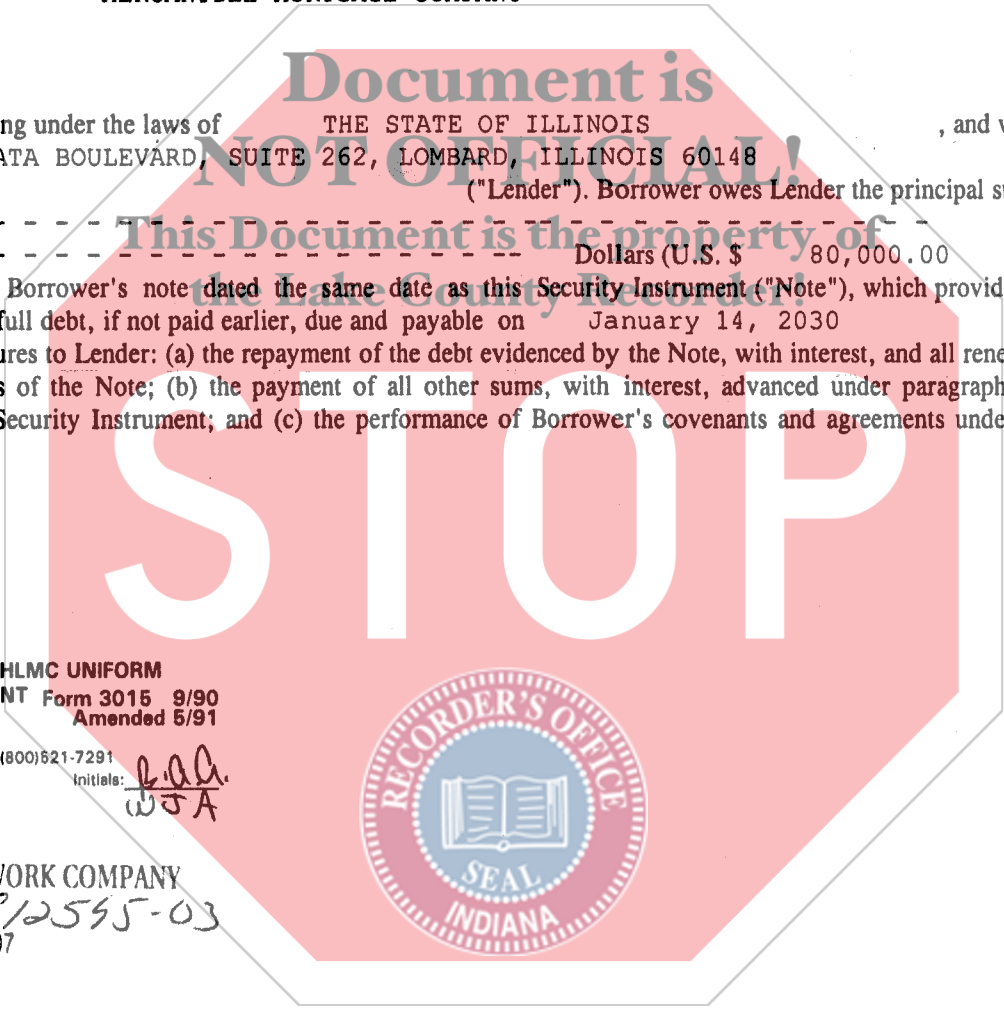 MORTGAGE COMPANY
Document is
ng under the laws of THE STATE OF ILLINOIS , and
ATA BOULEVARD, SUITE 262, LOMBARD, ILLINOIS 60148
NOT OFFICIAL!
("Lender"). Borrower owes Lender the principal
This Document is the property of
Dollars (U.S. $ 80,000.00
Borrower's note dated the same date as this Security Instrument ("Note"), which provid
the Lake County Recorder!
full debt, if not paid earlier, due and payable on January 14, 2030
ures to Lender: (a) the repayment of the debt evidenced by the Note, with interest, and all rene
s of the Note; (b) the payment of all other sums, with interest, advanced under paragraph
Security Instrument; and (c) the performance of Borrower's covenants and agreements unde
STOP
HLMC UNIFORM
NT Form 3015 9/90
Amended 5/91
(800)521-7291
Initials:
WJA
RECORDER'S OFFICE
SEAL
INDIANA
ORK COMPANY
12555-03